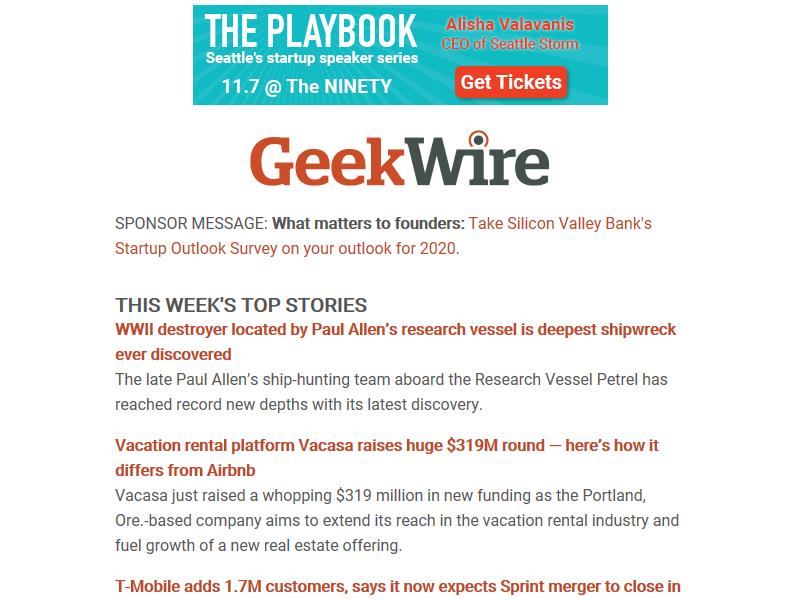 THE PLAYBOOK
Seattle's startup speaker series
11.7 @ The NINETY
Alisha Valavanis
CEO of Seattle Storm
Get Tickets
GeekWire
SPONSOR MESSAGE: What matters to founders: Take Silicon Valley Bank's
Startup Outlook Survey on your outlook for 2020.
THIS WEEK'S TOP STORIES
WWII destroyer located by Paul Allen’s research vessel is deepest shipwreck
ever discovered
The late Paul Allen’s ship-hunting team aboard the Research Vessel Petrel has
reached record new depths with its latest discovery.
Vacation rental platform Vacasa raises huge $319M round — here’s how it
differs from Airbnb
Vacasa just raised a whopping $319 million in new funding as the Portland,
Ore.-based company aims to extend its reach in the vacation rental industry and
fuel growth of a new real estate offering.
T-Mobile adds 1.7M customers, says it now expects Sprint merger to close in